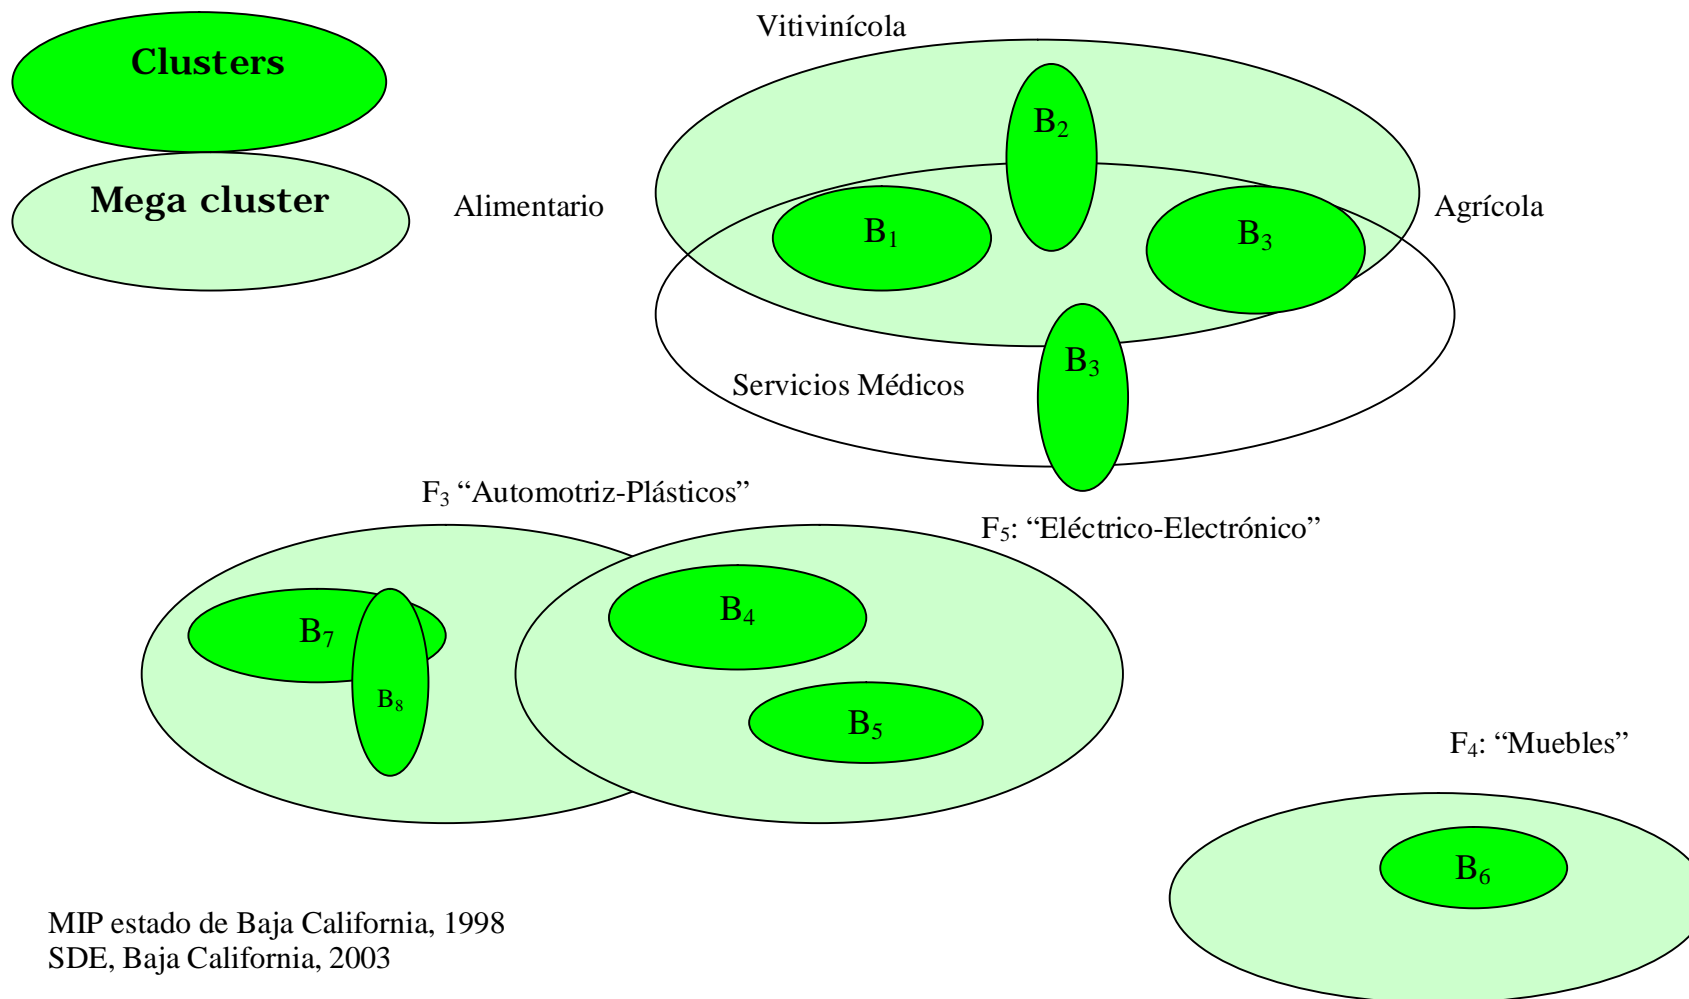 Clusters
Mega cluster
Vitivinícola
Alimentario
Agrícola
B₂
B₁
B₃
B₃
Servicios Médicos
F₃ “Automotriz-Plásticos”
F₅: “Eléctrico-Electrónico”
B₇
B₈
B₄
B₅
F₄: “Muebles”
B₆
MIP estado de Baja California, 1998
SDE, Baja California, 2003